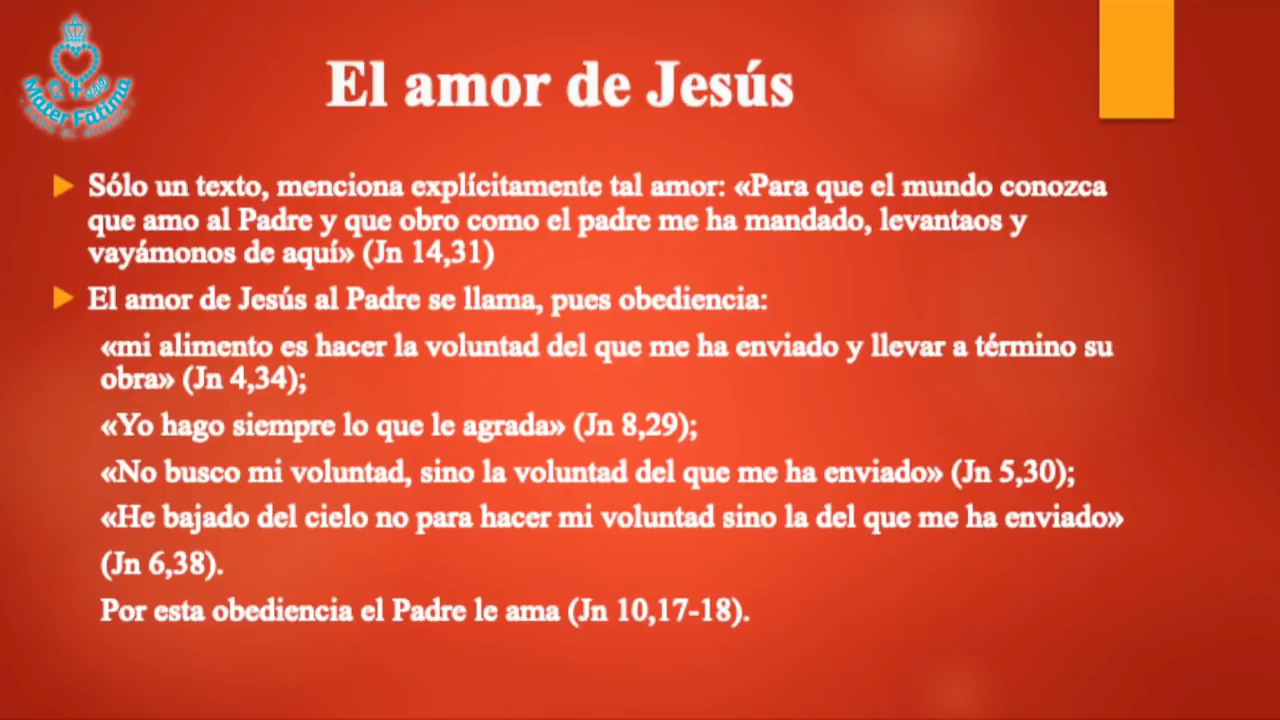 Mater Fátima
El amor de Jesús
Sólo un texto, menciona explícitamente tal amor: «Para que el mundo conozca
que amo al Padre y que obro como el padre me ha mandado, levantaos y
vayámonos de aquí» (Jn 14,31)
El amor de Jesús al Padre se llama, pues obediencia:
«mi alimento es hacer la voluntad del que me ha enviado y llevar a término su
obra» (Jn 4,34);
«Yo hago siempre lo que le agrada» (Jn 8,29);
«No busco mi voluntad, sino la voluntad del que me ha enviado» (Jn 5,30);
«He bajado del cielo no para hacer mi voluntad sino la del que me ha enviado»
(Jn 6,38).
Por esta obediencia el Padre le ama (Jn 10,17-18).